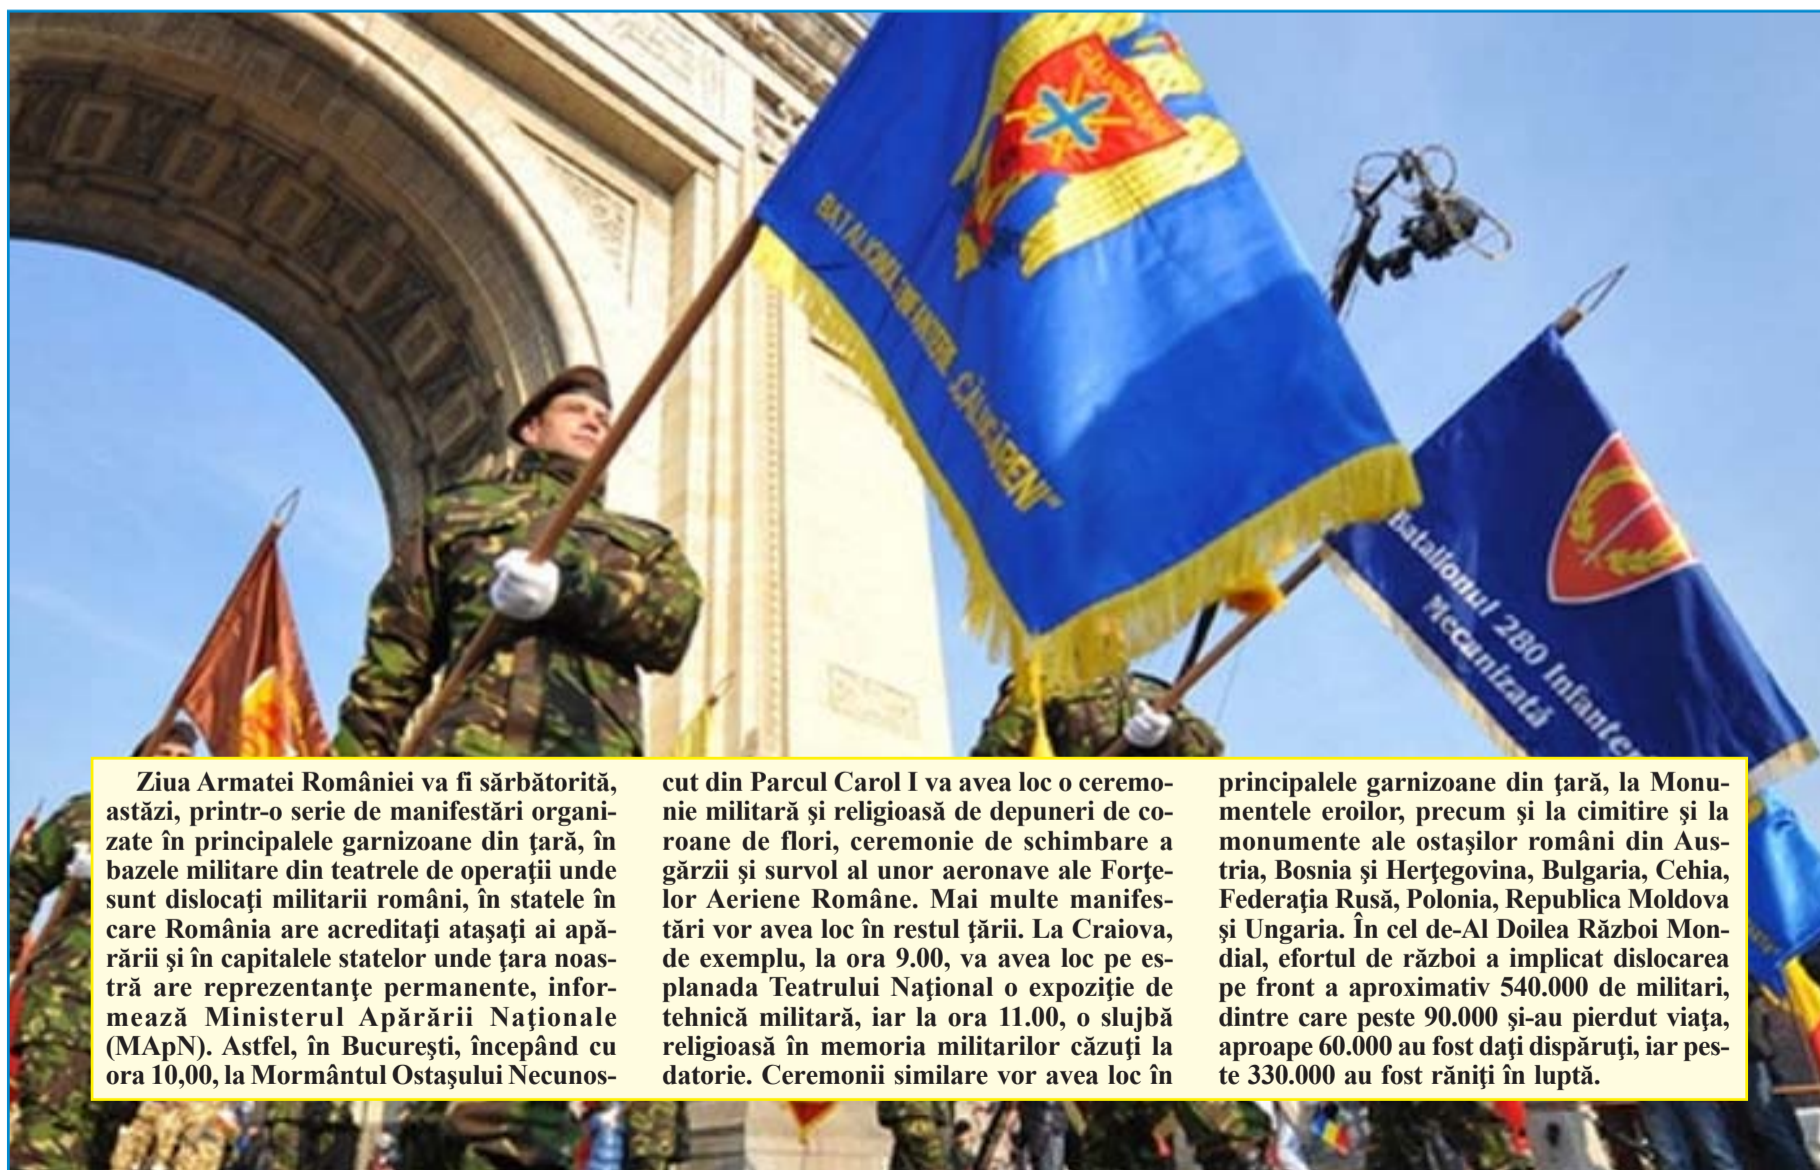 BATALIONUL INFANTERIE
„CĂLUGĂRENI”
Batalionul 280 Infanterie
Mecanizată
Ziua Armatei României va fi sărbătorită,
astăzi, printr-o serie de manifestări organi-
zate în principalele garnizoane din ţară, în
bazele militare din teatrele de operaţii unde
sunt dislocaţi militarii români, în statele în
care România are acreditaţi ataşaţi ai apă-
rării şi în capitalele statelor unde ţara noas-
tră are reprezentanţe permanente, infor-
mează Ministerul Apărării Naţionale
(MApN). Astfel, în Bucureşti, începând cu
ora 10,00, la Mormântul Ostaşului Necunos-
cut din Parcul Carol I va avea loc o ceremo-
nie militară şi religioasă de depuneri de co-
roane de flori, ceremonie de schimbare a
gărzii şi survol al unor aeronave ale Forţe-
lor Aeriene Române. Mai multe manifes-
tări vor avea loc în restul ţării. La Craiova,
de exemplu, la ora 9.00, va avea loc pe es-
planada Teatrului Naţional o expoziţie de
tehnică militară, iar la ora 11.00, o slujbă
religioasă în memoria militarilor căzuţi la
datorie. Ceremonii similare vor avea loc în
principalele garnizoane din ţară, la Monu-
mentele eroilor, precum şi la cimitire şi la
monumente ale ostaşilor români din Aus-
tria, Bosnia şi Herţegovina, Bulgaria, Cehia,
Federaţia Rusă, Polonia, Republica Moldova
şi Ungaria. În cel de-Al Doilea Război Mon-
dial, efortul de război a implicat dislocarea
pe front a aproximativ 540.000 de militari,
dintre care peste 90.000 şi-au pierdut viaţa,
aproape 60.000 au fost daţi dispăruţi, iar pes-
te 330.000 au fost răniţi în luptă.